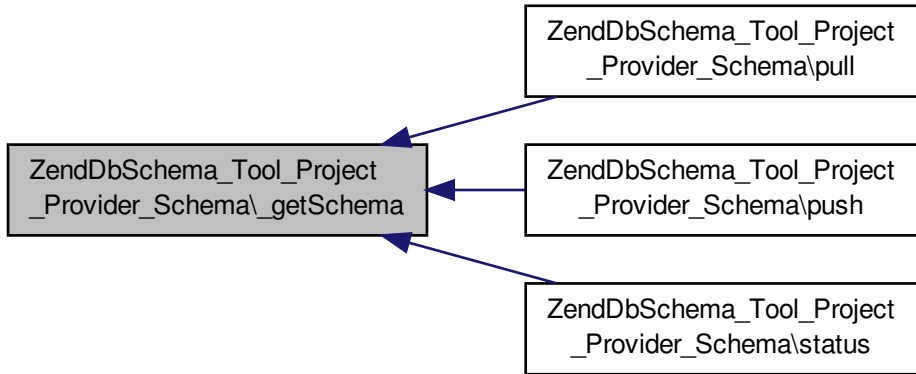 ZendDbSchema_Tool_Project
_Provider_Schema\pull
ZendDbSchema_Tool_Project
_Provider_Schema\_getSchema
ZendDbSchema_Tool_Project
_Provider_Schema\push
ZendDbSchema_Tool_Project
_Provider_Schema\status